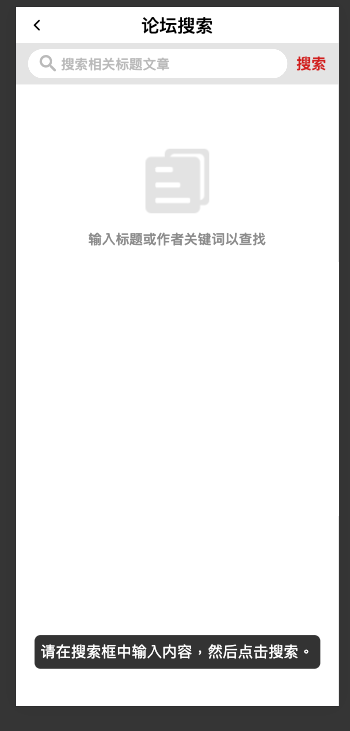 论坛搜索
搜索相关标题文章
搜索
输入标题或作者关键词以查找
请在搜索框中输入内容，然后点击搜索。